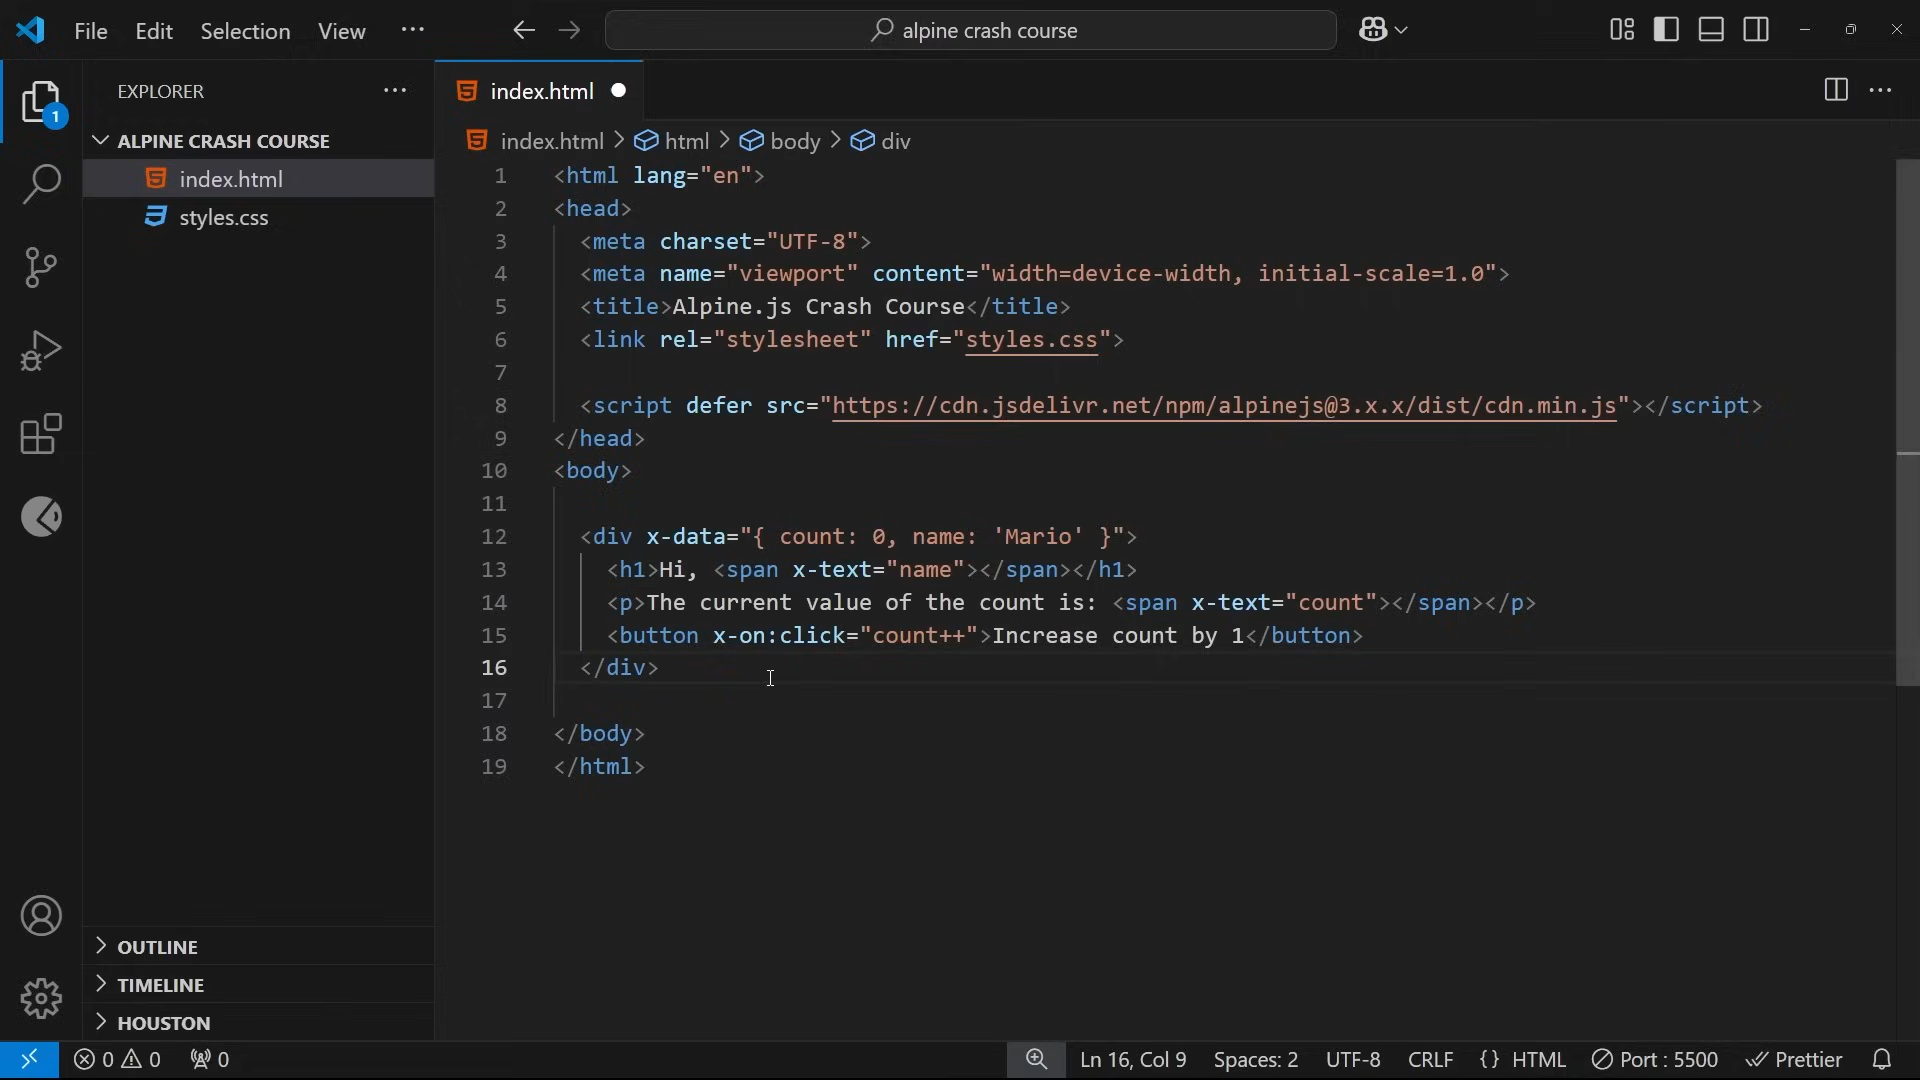 File Edit Selection View ··· alpine crash course
EXPLORER ···
1
ALPINE CRASH COURSE
index.html
styles.css
OUTLINE
TIMELINE
HOUSTON
index.html
index.html > html > body > div
1 <html lang="en">
2 <head>
3 <meta charset="UTF-8">
4 <meta name="viewport" content="width=device-width, initial-scale=1.0">
5 <title>Alpine.js Crash Course</title>
6 <link rel="stylesheet" href="styles.css">
7
8 <script defer src="https://cdn.jsdelivr.net/npm/alpinejs@3.x.x/dist/cdn.min.js"></script>
9 </head>
10 <body>
11
12 <div x-data="{ count: 0, name: 'Mario' }">
13 <h1>Hi, <span x-text="name"></span></h1>
14 <p>The current value of the count is: <span x-text="count"></span></p>
15 <button x-on:click="count++">Increase count by 1</button>
16 </div>
17
18 </body>
19 </html>
0 0 0 Ln 16, Col 9 Spaces: 2 UTF-8 CRLF {} HTML Port : 5500 Prettier